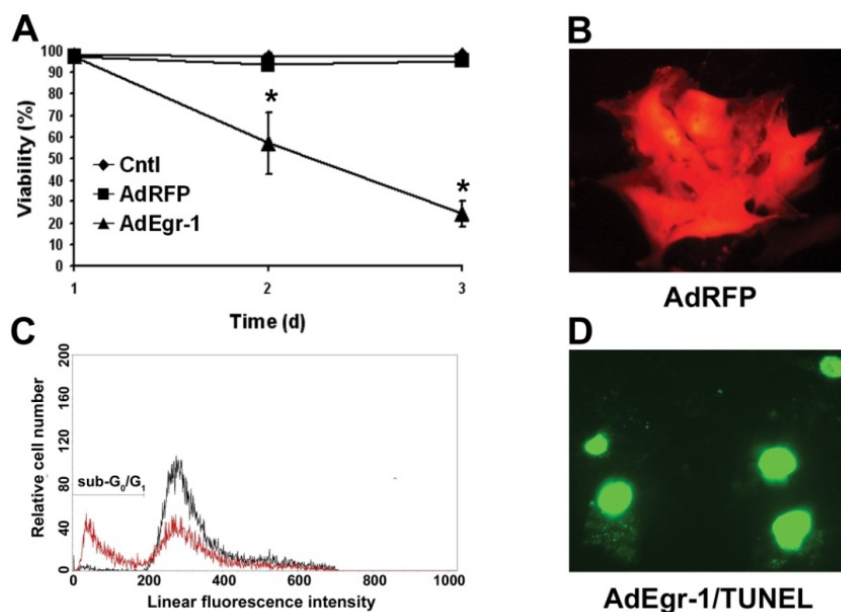 A
Viability (%)
100
90
80
70
60
50
40
30
20
10
0
Cntl
AdRFP
AdEgr-1
*
*
1 2 3
Time (d)
B
AdRFP
C
Relative cell number
200
160
120
80
40
0
sub-G₀/G₁
0 200 400 600 800 1000
Linear fluorescence intensity
D
AdEgr-1/TUNEL